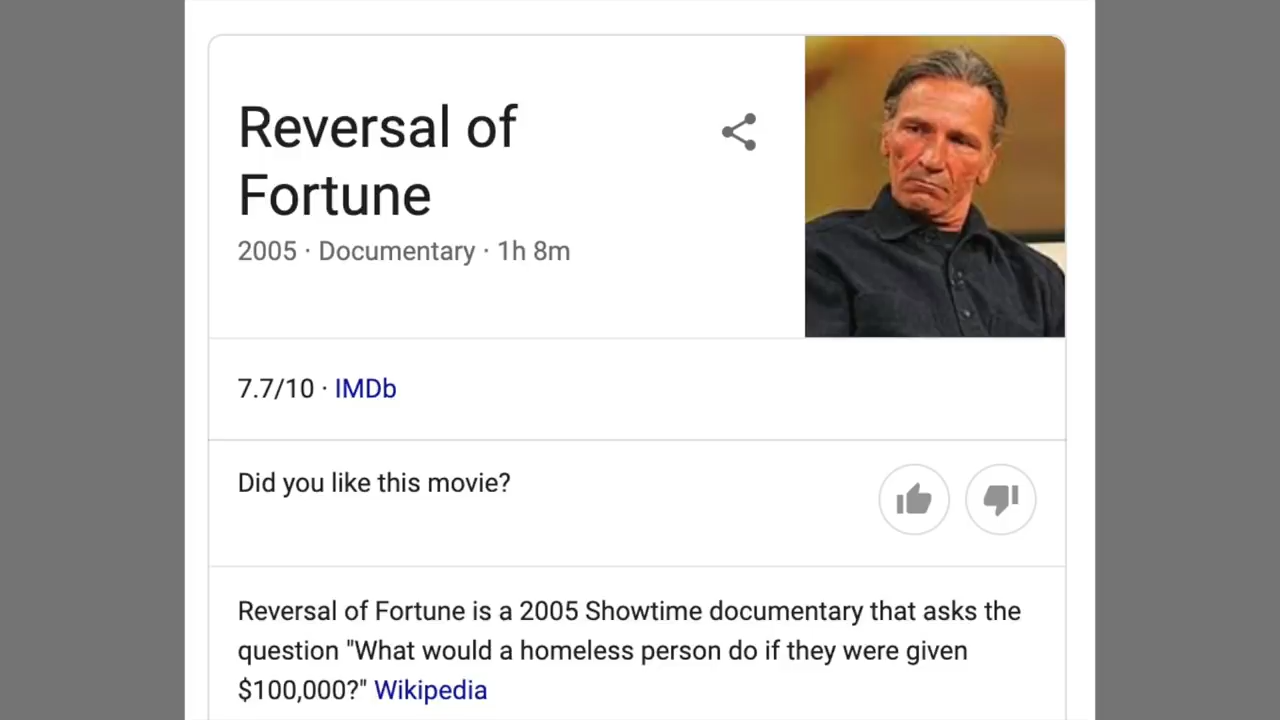 Reversal of
Fortune
2005 · Documentary · 1h 8m
7.7/10 · IMDb
Did you like this movie?
Reversal of Fortune is a 2005 Showtime documentary that asks the
question "What would a homeless person do if they were given
$100,000?" Wikipedia